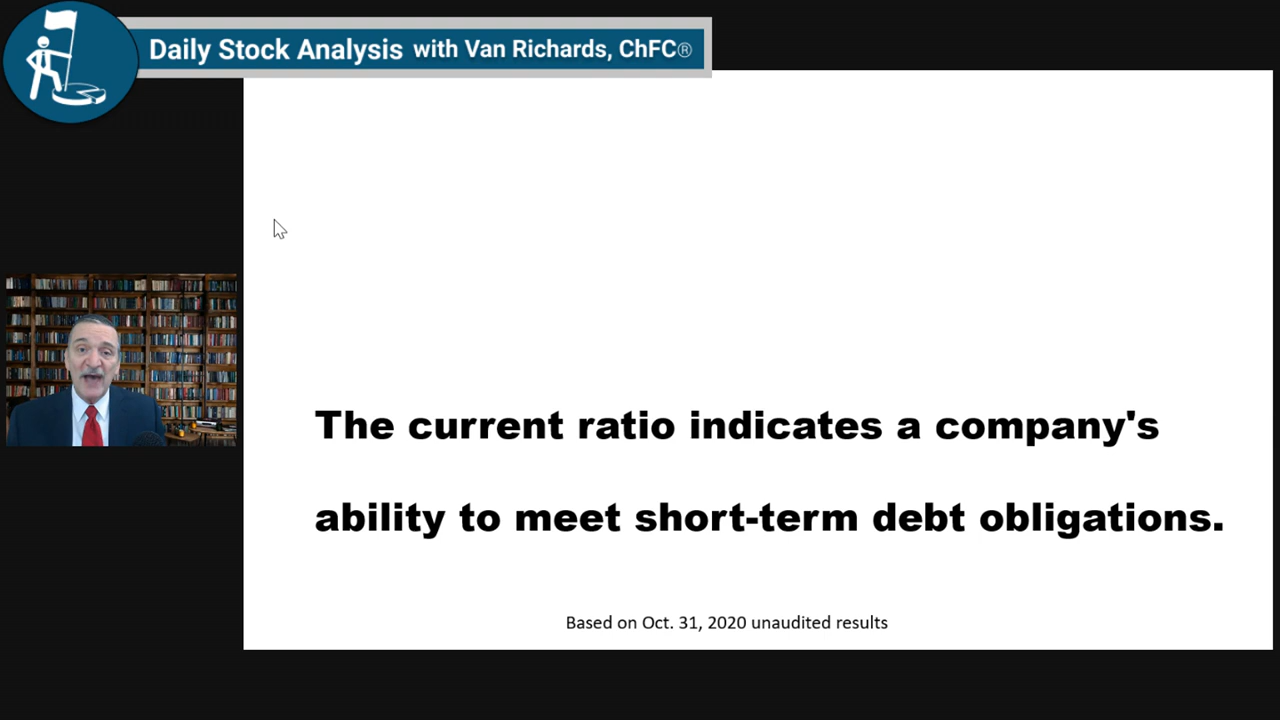 Daily Stock Analysis with Van Richards, ChFC®
The current ratio indicates a company's
ability to meet short-term debt obligations.
Based on Oct. 31, 2020 unaudited results